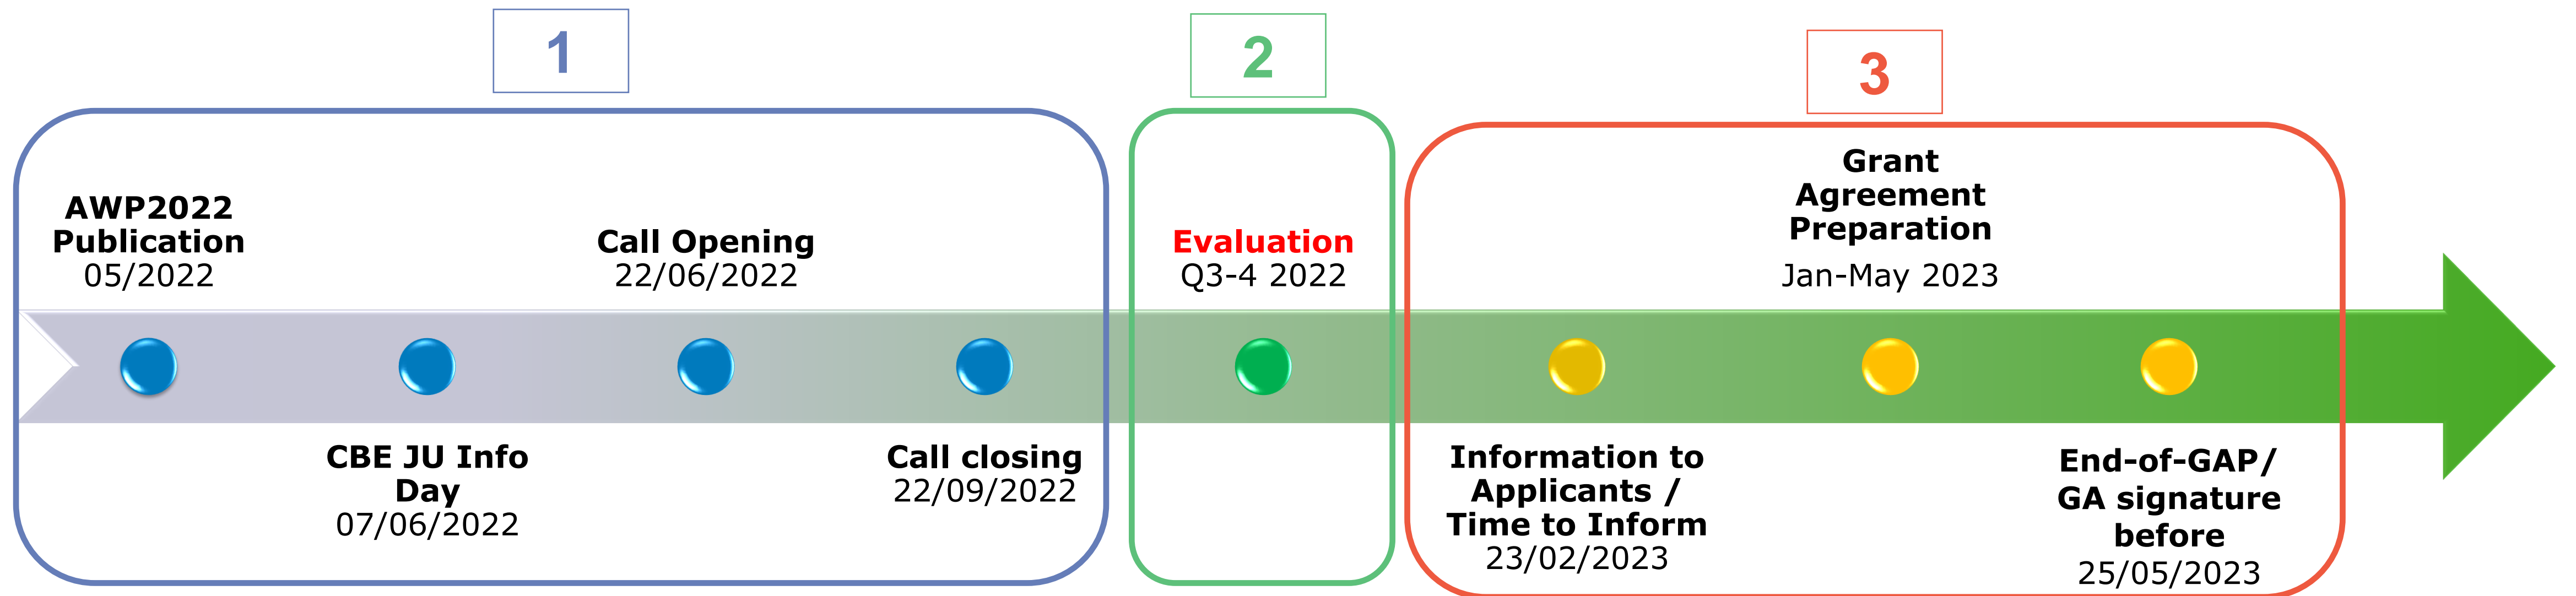 1
2
3
AWP2022
Publication
05/2022
CBE JU Info
Day
07/06/2022
Call Opening
22/06/2022
Call closing
22/09/2022
Evaluation
Q3-4 2022
Information to
Applicants /
Time to Inform
23/02/2023
Grant
Agreement
Preparation
Jan-May 2023
End-of-GAP/
GA signature
before
25/05/2023